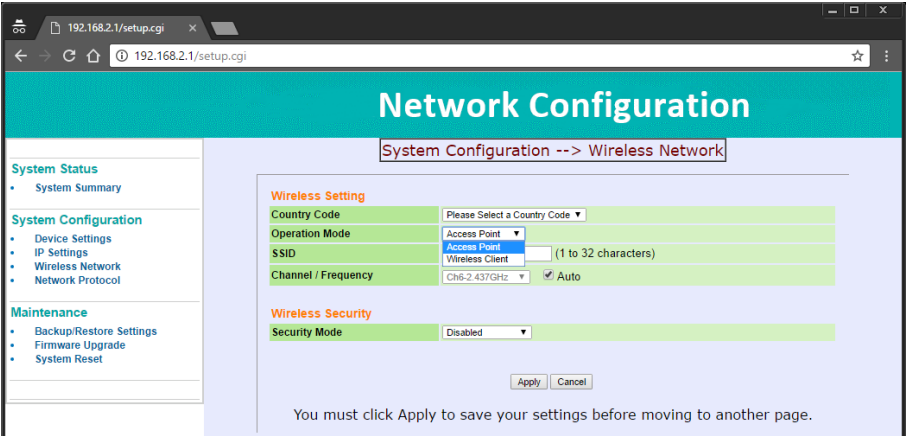 192.168.2.1/setup.cgi
192.168.2.1/setup.cgi
Network Configuration
System Configuration --> Wireless Network
System Status
System Summary
System Configuration
Device Settings
IP Settings
Wireless Network
Network Protocol
Maintenance
Backup/Restore Settings
Firmware Upgrade
System Reset
Wireless Setting
Country Code Please Select a Country Code
Operation Mode Access Point
Access Point
Wireless Client
SSID (1 to 32 characters)
Channel / Frequency Ch6-2.437GHz Auto
Wireless Security
Security Mode Disabled
Apply Cancel
You must click Apply to save your settings before moving to another page.